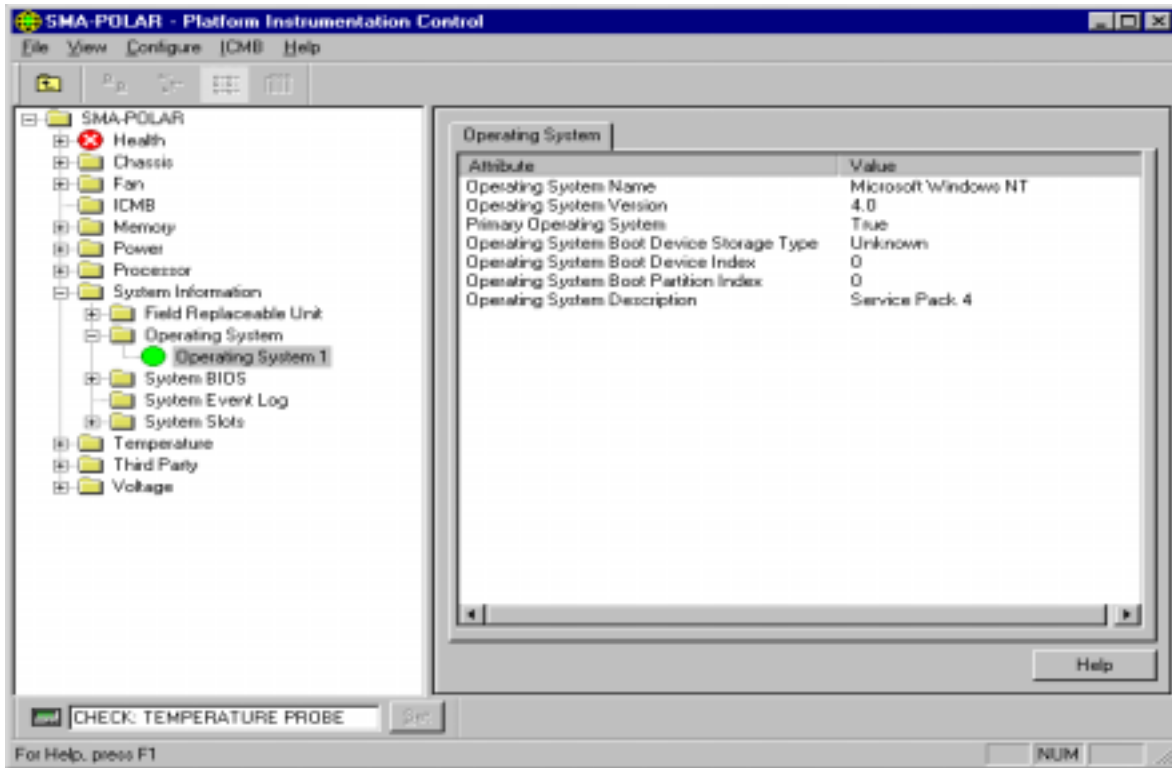 SMA-POLAR - Platform Instrumentation Control
File View Configure ICMB Help
SMA-POLAR
Health
Chassis
Fan
ICMB
Memory
Power
Processor
System Information
Field Replaceable Unit
Operating System
Operating System 1
System BIOS
System Event Log
System Slots
Temperature
Third Party
Voltage
Operating System
Attribute Value
Operating System Name Microsoft Windows NT
Operating System Version 4.0
Primary Operating System True
Operating System Boot Device Storage Type Unknown
Operating System Boot Device Index 0
Operating System Boot Partition Index 0
Operating System Description Service Pack 4
Help
CHECK: TEMPERATURE PROBE
Set
For Help, press F1
NUM